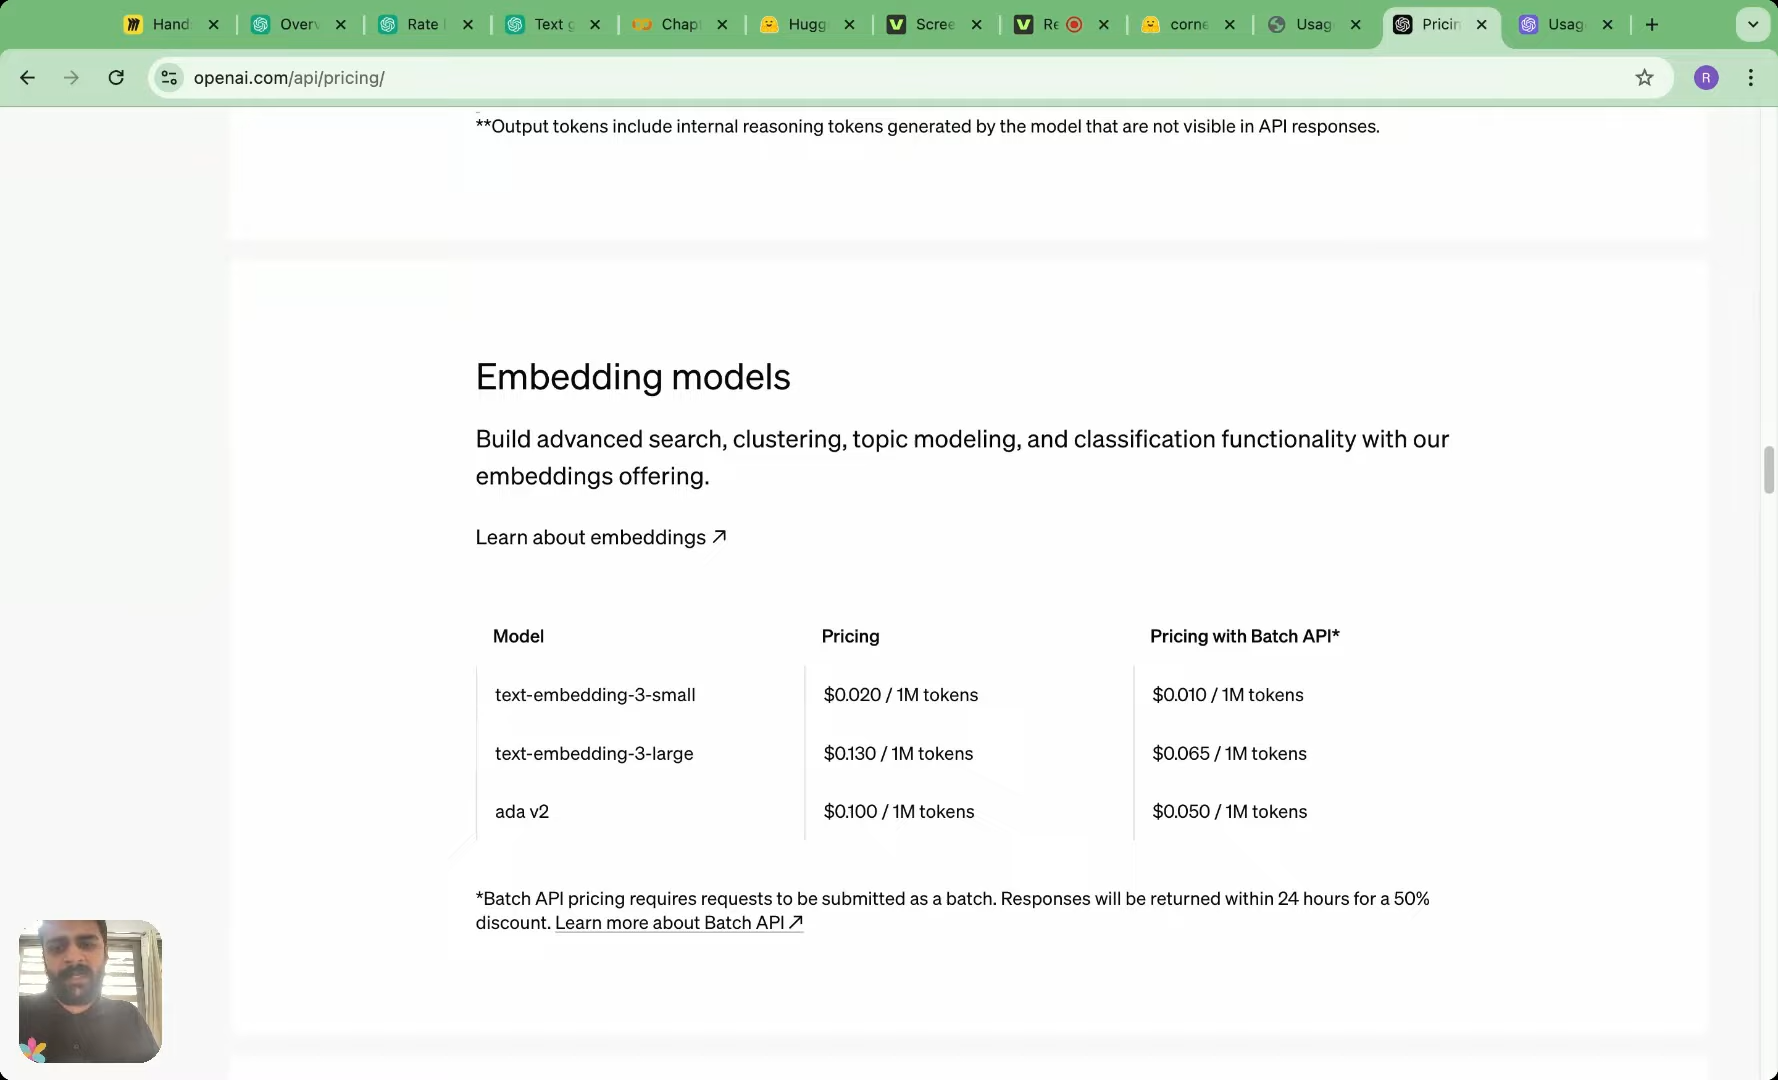 Hand
Over
Rate
Text g
Chapt
Hugg
Scree
Re
corne
Usag
Pricin
Usag
openai.com/api/pricing/
R
**Output tokens include internal reasoning tokens generated by the model that are not visible in API responses.
Embedding models
Build advanced search, clustering, topic modeling, and classification functionality with our
embeddings offering.
Learn about embeddings ↗
Model Pricing Pricing with Batch API*
text-embedding-3-small $0.020 / 1M tokens $0.010 / 1M tokens
text-embedding-3-large $0.130 / 1M tokens $0.065 / 1M tokens
ada v2 $0.100 / 1M tokens $0.050 / 1M tokens
*Batch API pricing requires requests to be submitted as a batch. Responses will be returned within 24 hours for a 50%
discount. Learn more about Batch API ↗